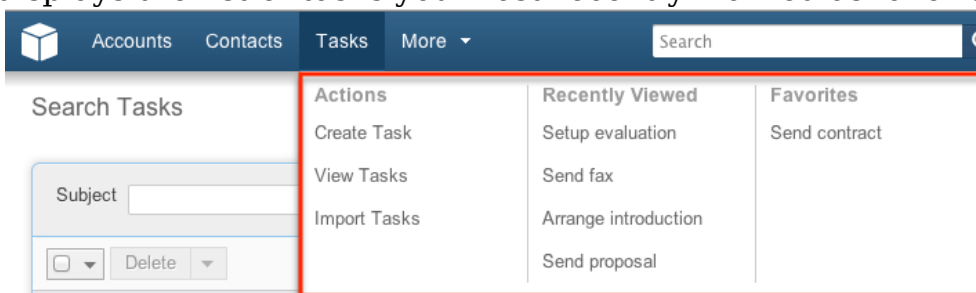 Accounts Contacts Tasks More Search
Search Tasks
Actions Recently Viewed Favorites
Create Task Setup evaluation Send contract
View Tasks Send fax
Subject
Import Tasks Arrange introduction
Send proposal
Delete